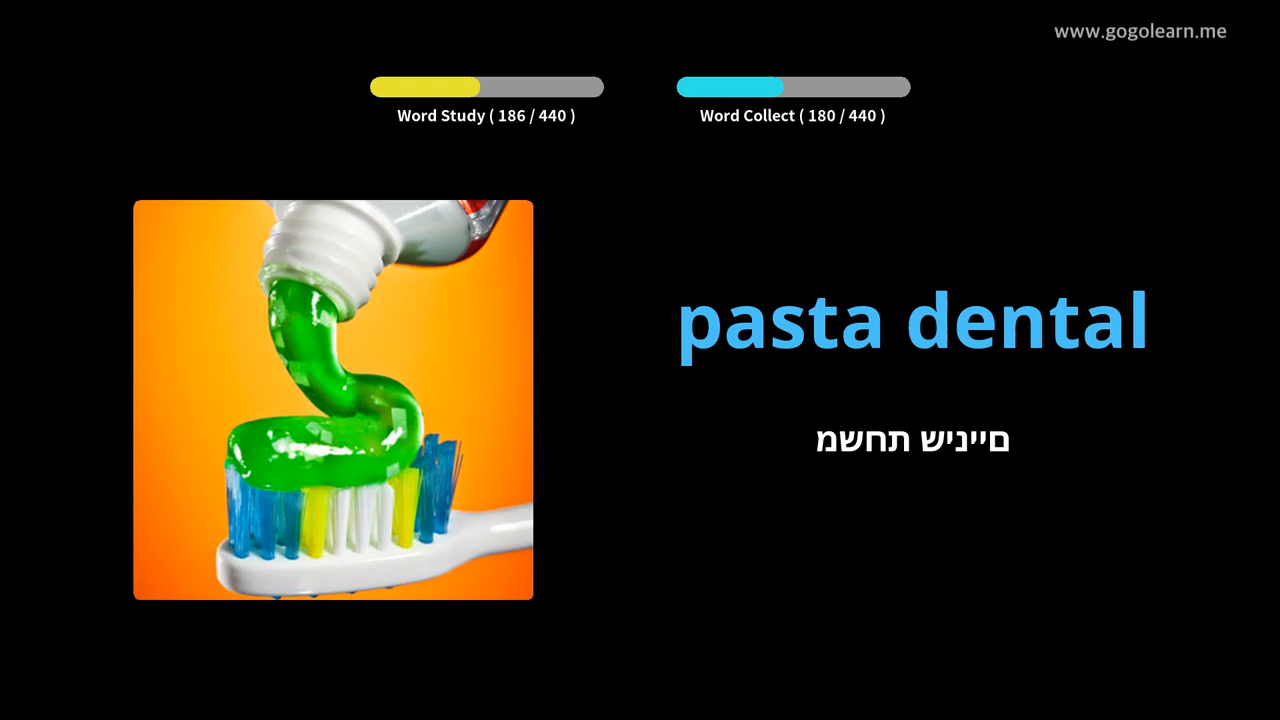 www.gogolearn.me
Word Study ( 186 / 440 )
Word Collect ( 180 / 440 )
pasta dental
םייניש תחשמ